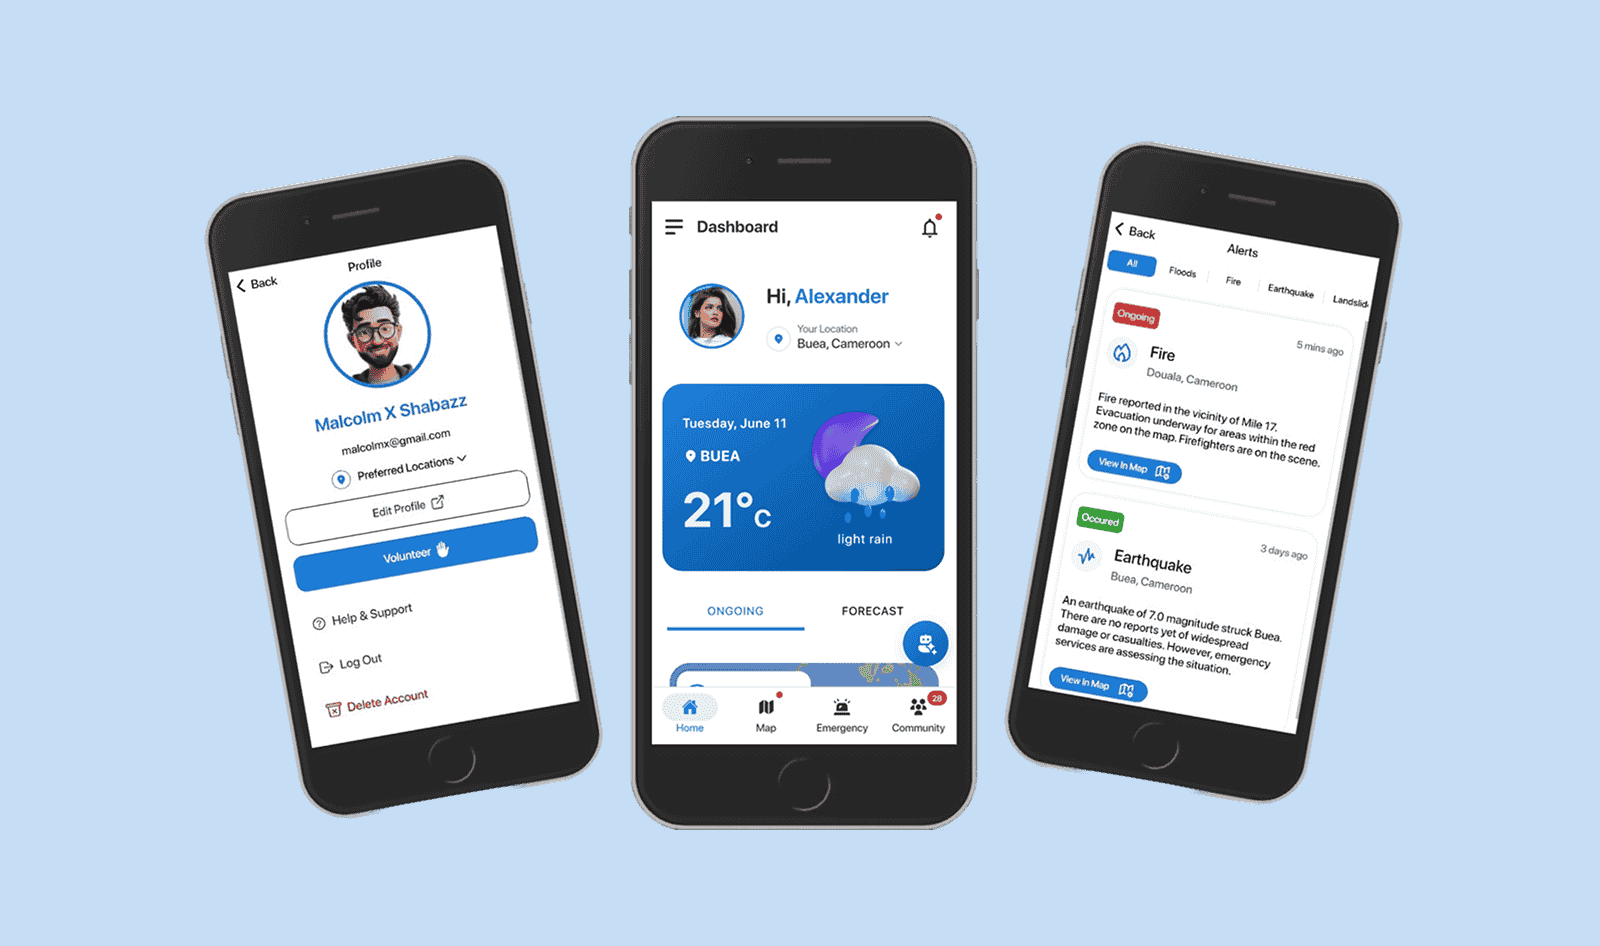 Back
Profile
Malcolm X Shabazz
malcolmx@gmail.com
Preferred Locations
Edit Profile
Volunteer
Help & Support
Log Out
Delete Account
Dashboard
Hi, Alexander
Your Location
Buea, Cameroon
Tuesday, June 11
BUEA
21°C
light rain
ONGOING
FORECAST
Home
Map
Emergency
Community
28
Back
Alerts
All
Floods
Fire
Earthquake
Landslid
Ongoing
5 mins ago
Fire
Douala, Cameroon
Fire reported in the vicinity of Mile 17.
Evacuation underway for areas within the red
zone on the map. Firefighters are on the scene.
View In Map
Occured
3 days ago
Earthquake
Buea, Cameroon
An earthquake of 7.0 magnitude struck Buea.
There are no reports yet of widespread
damage or casualties. However, emergency
services are assessing the situation.
View In Map